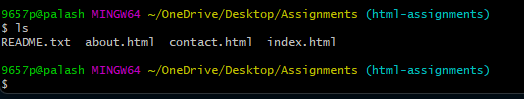 9657p@palash MINGW64 ~/OneDrive/Desktop/Assignments (html-assignments)
$ ls
README.txt  about.html  contact.html  index.html
9657p@palash MINGW64 ~/OneDrive/Desktop/Assignments (html-assignments)
$